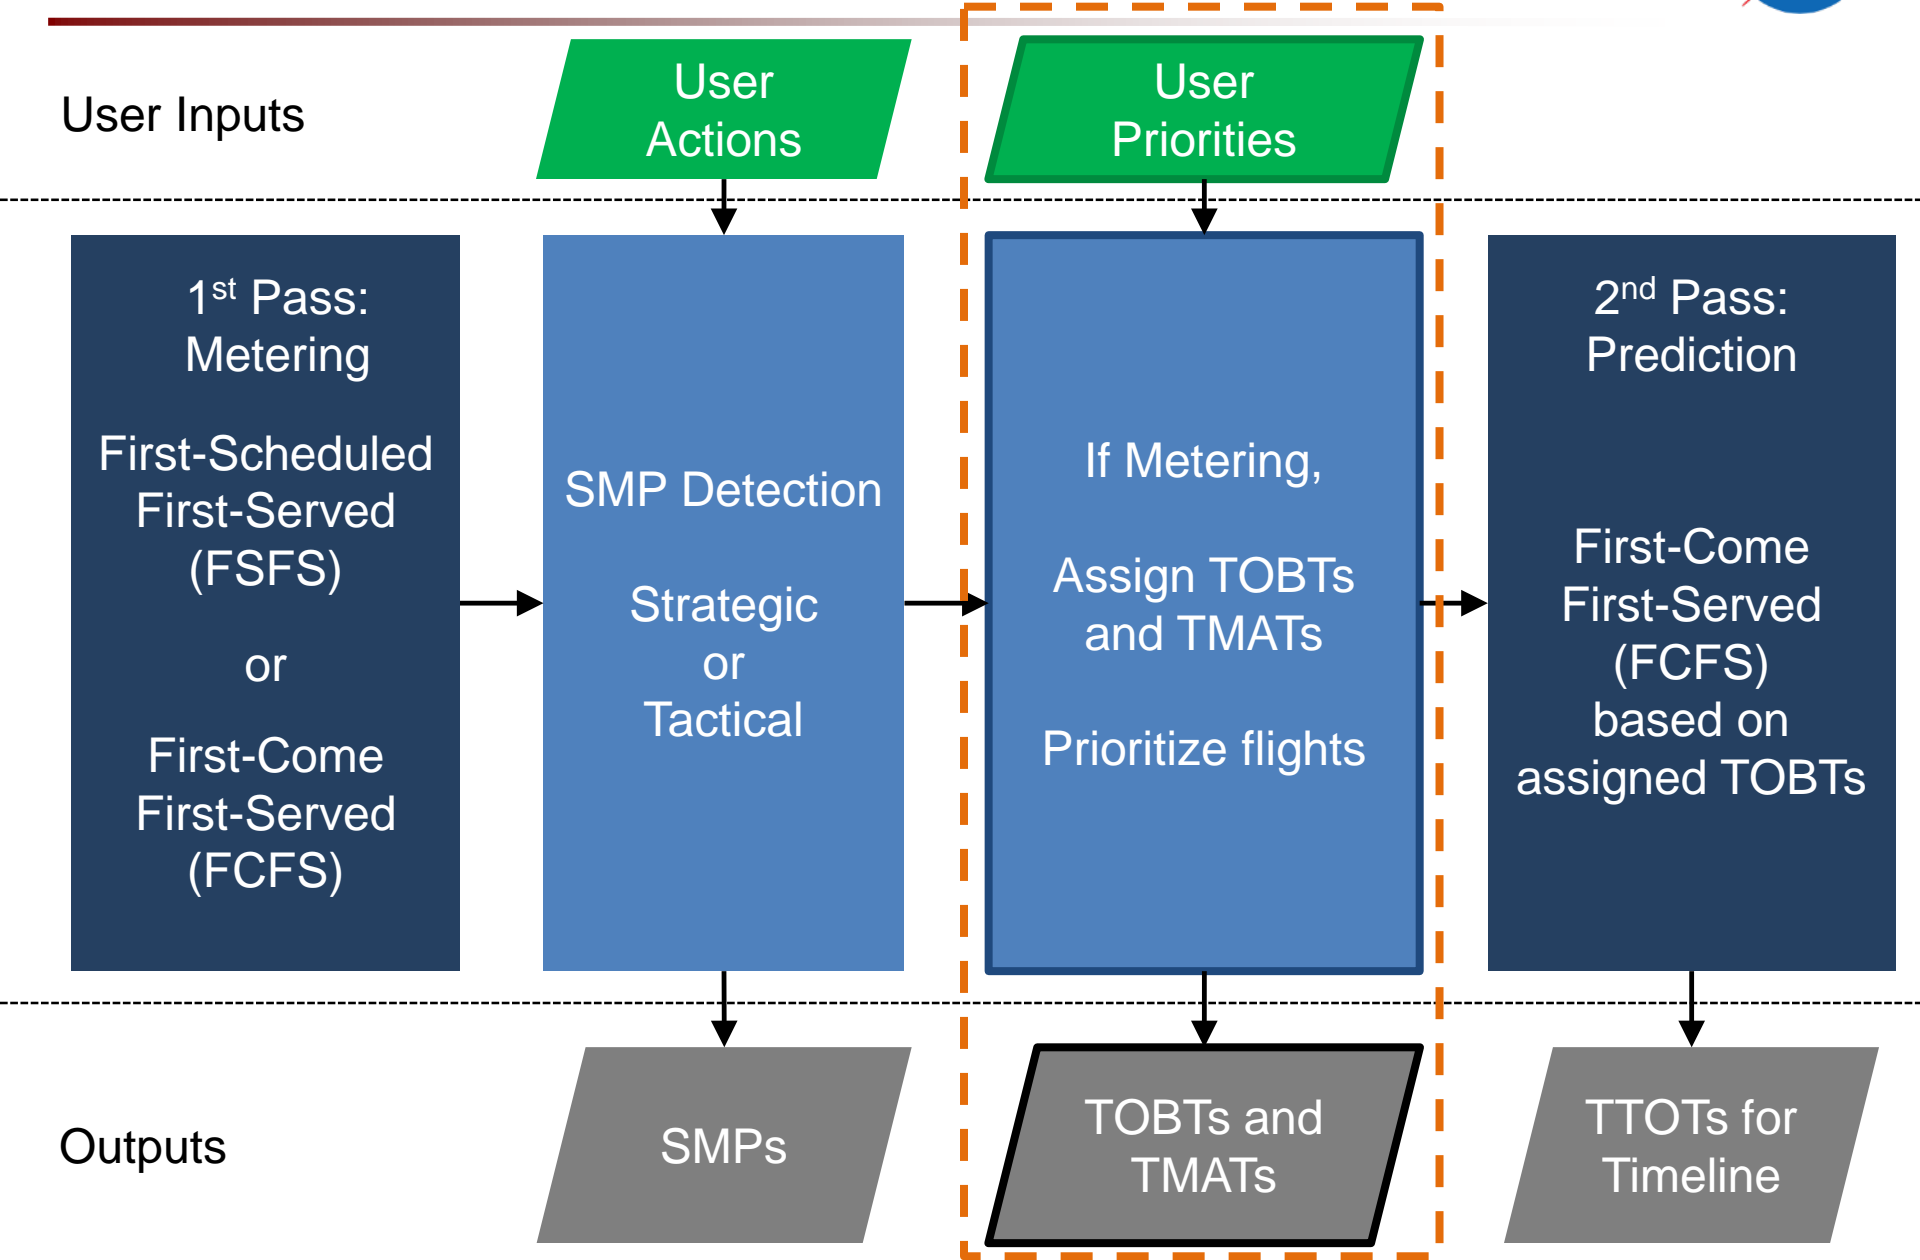 User Inputs
User
Actions
User
Priorities
1st Pass:
Metering
First-Scheduled
First-Served
(FSFS)
or
First-Come
First-Served
(FCFS)
SMP Detection
Strategic
or
Tactical
If Metering,
Assign TOBTs
and TMATs
Prioritize flights
2nd Pass:
Prediction
First-Come
First-Served
(FCFS)
based on
assigned TOBTs
Outputs
SMPs
TOBTs and
TMATs
TTOTs for
Timeline